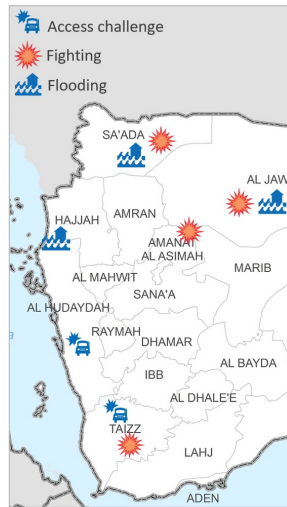 Access challenge
Fighting
Flooding
SA'ADA
AL JAW
HAJJAH
AMRAN
AMANAT
AL ASIMAH
MARIB
AL MAHWIT
SANA'A
AL HUDAYDAH
RAYMAH
DHAMAR
AL BAYDA
IBB
AL DHALE'E
TAIZZ
LAHJ
ADEN